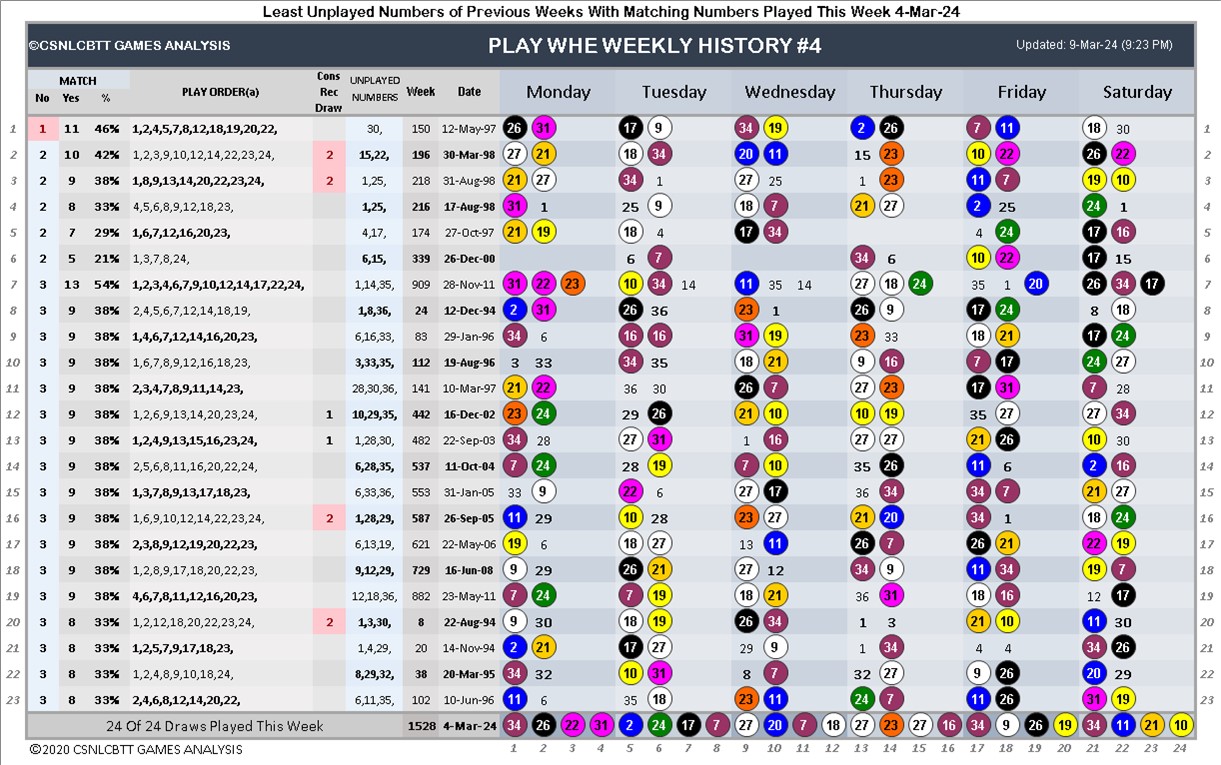 Least Unplayed Numbers of Previous Weeks With Matching Numbers Played This Week 4-Mar-24
©CSNLCBTT GAMES ANALYSIS PLAY WHE WEEKLY HISTORY #4 Updated: 9-Mar-24 (9:23 PM)
MATCH No Yes % PLAY ORDER(a) Cons Rec Draw UNPLAYED NUMBERS Week Date Monday Tuesday Wednesday Thursday Friday Saturday
1 1 11 46% 1,2,4,5,7,8,12,18,19,20,22, 30, 150 12-May-97 26 31 17 9 34 19 2 26 7 11 18 30 1
2 2 10 42% 1,2,3,9,10,12,14,22,23,24, 2 15,22, 196 30-Mar-98 27 21 18 34 20 11 15 23 10 22 26 22 2
3 2 9 38% 1,8,9,13,14,20,22,23,24, 2 1,25, 218 31-Aug-98 21 27 34 1 27 25 1 23 11 7 19 10 3
4 2 8 33% 4,5,6,8,9,12,18,23, 1,25, 216 17-Aug-98 31 1 25 9 18 7 21 27 2 25 24 1 4
5 2 7 29% 1,6,7,12,16,20,23, 4,17, 174 27-Oct-97 21 19 18 4 17 34 4 24 17 16 5
6 2 5 21% 1,3,7,8,24, 6,15, 339 26-Dec-00 6 7 34 6 10 22 17 15 6
7 3 13 54% 1,2,3,4,6,7,9,10,12,14,17,22,24, 1,14,35, 909 28-Nov-11 31 22 23 10 34 14 11 35 14 27 18 24 35 1 20 26 34 17 7
8 3 9 38% 2,4,5,6,7,12,14,18,19, 1,8,36, 24 12-Dec-94 2 31 26 36 23 1 26 9 17 24 8 18 8
9 3 9 38% 1,4,6,7,12,14,16,20,23, 6,16,33, 83 29-Jan-96 34 6 16 16 31 19 23 33 18 21 17 24 9
10 3 9 38% 1,6,7,8,9,12,16,18,23, 3,33,35, 112 19-Aug-96 3 33 34 35 18 21 9 16 7 17 24 27 10
11 3 9 38% 2,3,4,7,8,9,11,14,23, 28,30,36, 141 10-Mar-97 21 22 36 30 26 7 27 23 17 31 7 28 11
12 3 9 38% 1,2,6,9,13,14,20,23,24, 1 10,29,35, 442 16-Dec-02 23 24 29 26 21 10 10 19 35 27 27 34 12
13 3 9 38% 1,2,4,9,13,15,16,23,24, 1 1,28,30, 482 22-Sep-03 34 28 27 31 1 16 27 27 21 26 10 30 13
14 3 9 38% 2,5,6,8,11,16,20,22,24, 6,28,35, 537 11-Oct-04 7 24 28 19 7 10 35 26 11 6 2 16 14
15 3 9 38% 1,3,7,8,9,13,17,18,23, 6,33,36, 553 31-Jan-05 33 9 22 6 27 17 36 34 34 7 21 27 15
16 3 9 38% 1,6,9,10,12,14,22,23,24, 2 1,28,29, 587 26-Sep-05 11 29 10 28 23 27 21 20 34 1 18 24 16
17 3 9 38% 2,3,8,9,12,19,20,22,23, 6,13,19, 621 22-May-06 19 6 18 27 13 11 26 7 26 21 22 19 17
18 3 9 38% 1,2,8,9,17,18,20,22,23, 9,12,29, 729 16-Jun-08 9 29 26 21 27 12 34 9 11 34 19 7 18
19 3 9 38% 4,6,7,8,11,12,16,20,23, 12,18,36, 882 23-May-11 7 24 7 19 18 21 36 31 18 16 12 17 19
20 3 8 33% 1,2,12,18,20,22,23,24, 2 1,3,30, 8 22-Aug-94 9 30 18 19 26 34 1 3 21 10 11 30 20
21 3 8 33% 1,2,5,7,9,17,18,23, 1,4,29, 20 14-Nov-94 2 21 17 27 29 9 1 34 4 4 34 26 21
22 3 8 33% 1,2,4,8,9,10,18,24, 8,29,32, 38 20-Mar-95 34 32 10 31 8 7 32 27 9 26 20 29 22
23 3 8 33% 2,4,6,8,12,14,20,22, 6,11,35, 102 10-Jun-96 11 6 35 18 23 11 24 7 11 26 31 19 23
24 Of 24 Draws Played This Week 1528 4-Mar-24 34 26 22 31 2 24 17 7 27 20 7 18 27 23 27 16 34 9 26 19 34 11 21 10
©2020 CSNLCBTT GAMES ANALYSIS 1 2 3 4 5 6 7 8 9 10 11 12 13 14 15 16 17 18 19 20 21 22 23 24